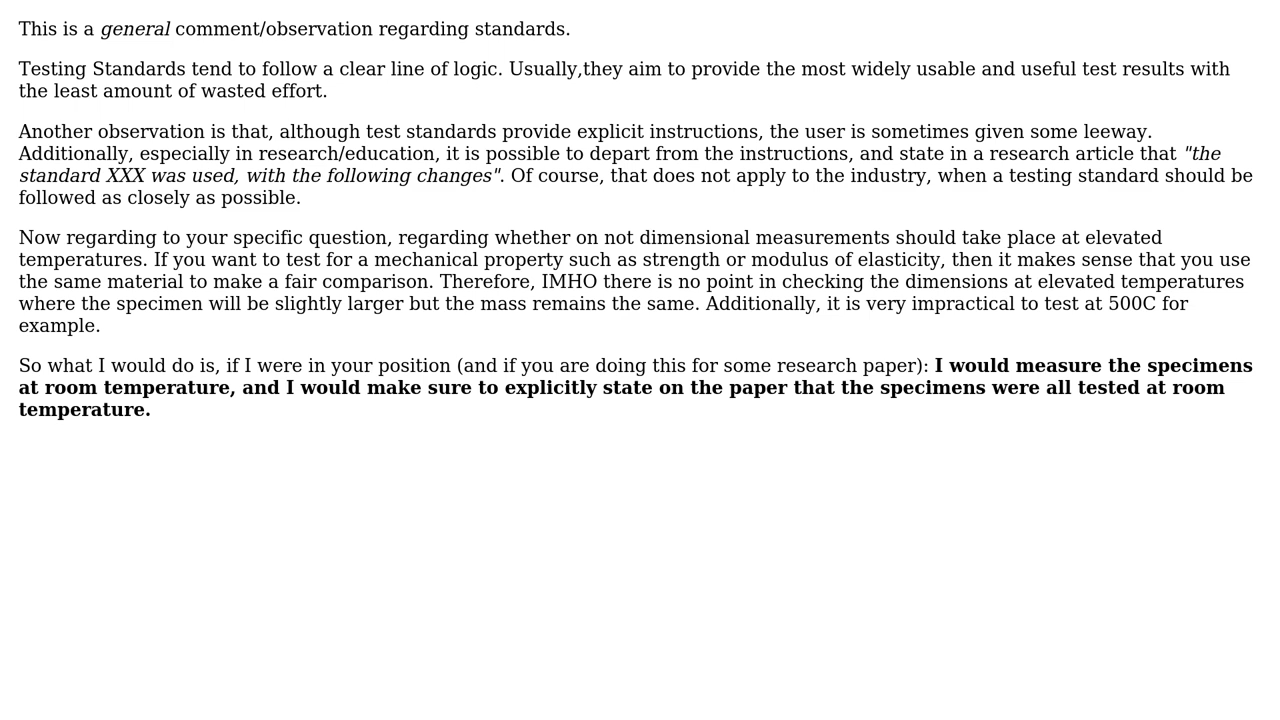 This is a general comment/observation regarding standards.
Testing Standards tend to follow a clear line of logic. Usually,they aim to provide the most widely usable and useful test results with
the least amount of wasted effort.
Another observation is that, although test standards provide explicit instructions, the user is sometimes given some leeway.
Additionally, especially in research/education, it is possible to depart from the instructions, and state in a research article that "the
standard XXX was used, with the following changes". Of course, that does not apply to the industry, when a testing standard should be
followed as closely as possible.
Now regarding to your specific question, regarding whether on not dimensional measurements should take place at elevated
temperatures. If you want to test for a mechanical property such as strength or modulus of elasticity, then it makes sense that you use
the same material to make a fair comparison. Therefore, IMHO there is no point in checking the dimensions at elevated temperatures
where the specimen will be slightly larger but the mass remains the same. Additionally, it is very impractical to test at 500C for
example.
So what I would do is, if I were in your position (and if you are doing this for some research paper): I would measure the specimens
at room temperature, and I would make sure to explicitly state on the paper that the specimens were all tested at room
temperature.